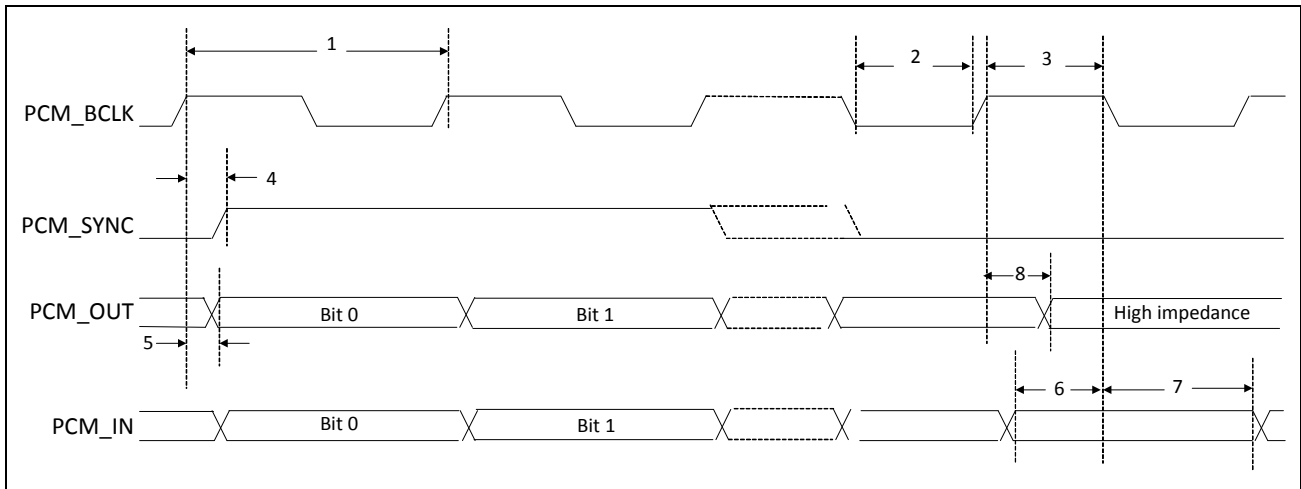 1
2
3
PCM_BCLK
4
PCM_SYNC
8
PCM_OUT
Bit 0
Bit 1
High impedance
5
6
7
PCM_IN
Bit 0
Bit 1